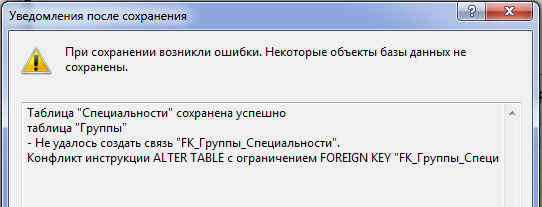 Уведомления после сохранения
При сохранении возникли ошибки. Некоторые объекты базы данных не
сохранены.
Таблица "Специальности" сохранена успешно
таблица "Группы"
- Не удалось создать связь "FK_Группы_Специальности".
Конфликт инструкции ALTER TABLE с ограничением FOREIGN KEY "FK_Группы_Специ